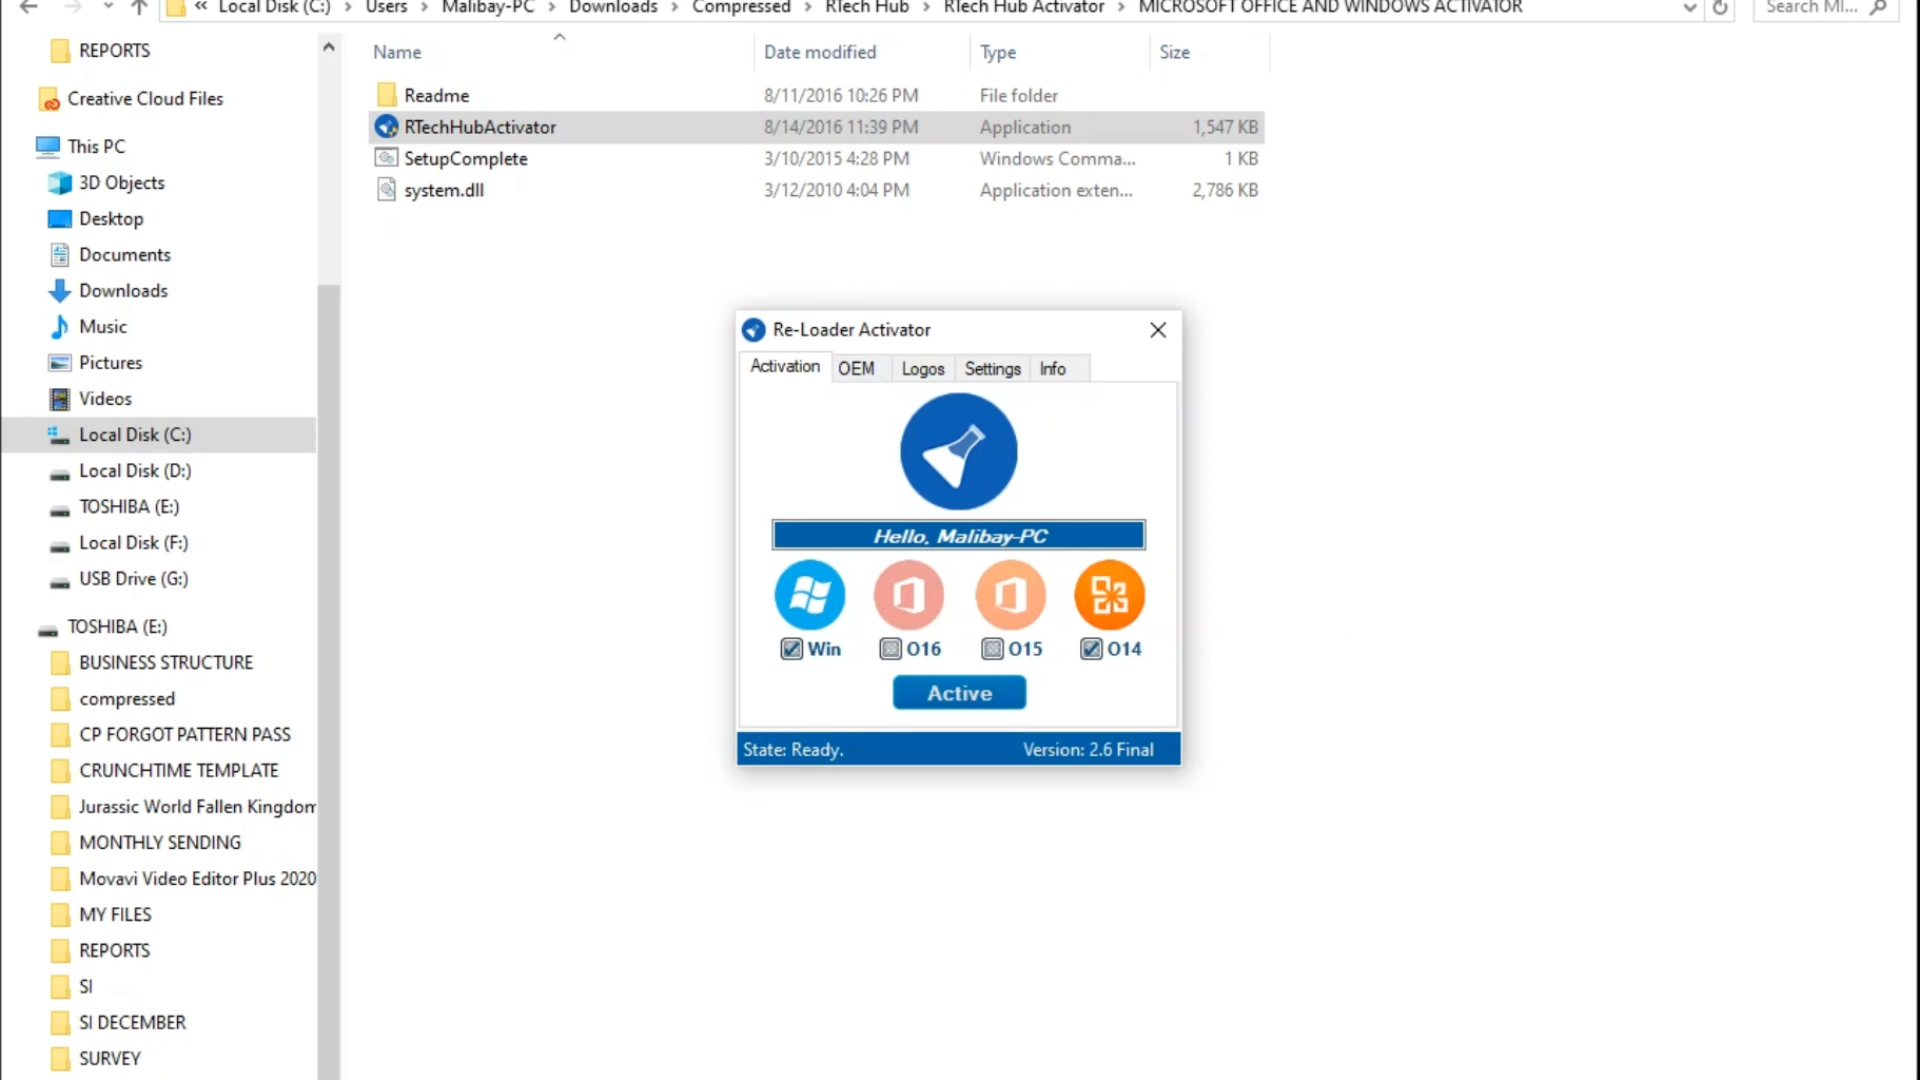 « Local Disk (C:) › Users › Malibay-PC › Downloads › Compressed › RTech Hub › RTech Hub Activator › MICROSOFT OFFICE AND WINDOWS ACTIVATOR
Search MI...
REPORTS
Creative Cloud Files
This PC
3D Objects
Desktop
Documents
Downloads
Music
Pictures
Videos
Local Disk (C:)
Local Disk (D:)
TOSHIBA (E:)
Local Disk (F:)
USB Drive (G:)
TOSHIBA (E:)
BUSINESS STRUCTURE
compressed
CP FORGOT PATTERN PASS
CRUNCHTIME TEMPLATE
Jurassic World Fallen Kingdom
MONTHLY SENDING
Movavi Video Editor Plus 2020
MY FILES
REPORTS
SI
SI DECEMBER
SURVEY
Name Date modified Type Size
Readme 8/11/2016 10:26 PM File folder
RTechHubActivator 8/14/2016 11:39 PM Application 1,547 KB
SetupComplete 3/10/2015 4:28 PM Windows Comma... 1 KB
system.dll 3/12/2010 4:04 PM Application exten... 2,786 KB
Re-Loader Activator
Activation OEM Logos Settings Info
Hello, Malibay-PC
Win O16 O15 O14
Active
State: Ready. Version: 2.6 Final